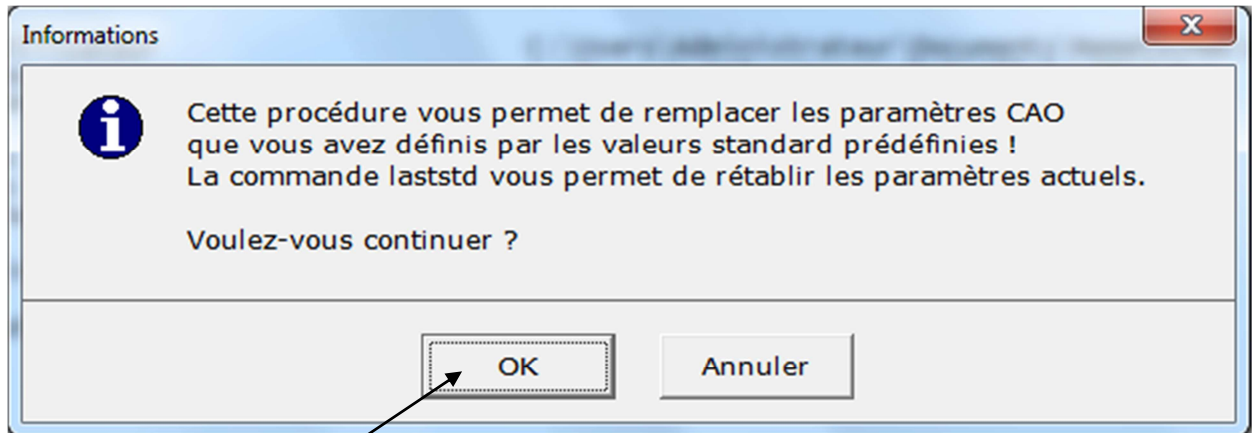 Informations
Cette procédure vous permet de remplacer les paramètres CAO
que vous avez définis par les valeurs standard prédéfinies !
La commande laststd vous permet de rétablir les paramètres actuels.
Voulez-vous continuer ?
OK
Annuler